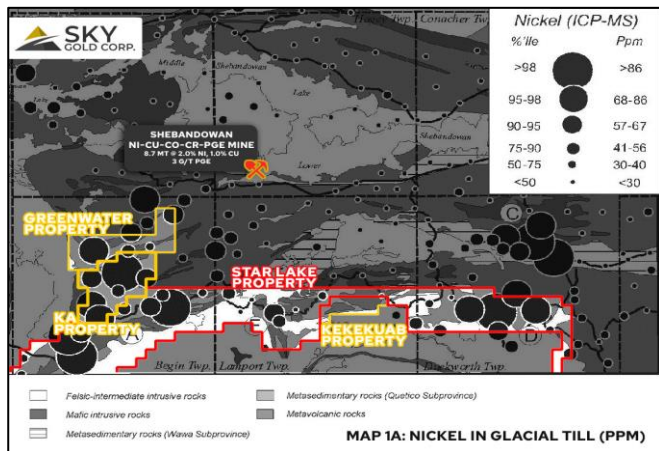 SKY
GOLD CORP.
Haines Twp.
Conacher Twp.
Middle
Shebandowan
Lake
Lower
Shebandowan
SHEBANDOWAN
NI-CU-CO-CR-PGE MINE
8.7 MT @ 2.0% NI, 1.0% CU
3 G/T PGE
Nickel (ICP-MS)
%'ile Ppm
>98 >86
95-98 68-86
90-95 57-67
75-90 41-56
50-75 30-40
<50 <30
GREENWATER
PROPERTY
C
STAR LAKE
PROPERTY
KA
PROPERTY
A
KEKEKUAB
PROPERTY
D
Begin Twp.
Lamport Twp.
Duckworth Twp.
Felsic-intermediate intrusive rocks
Mafic intrusive rocks
Metasedimentary rocks (Wawa Subprovince)
Metasedimentary rocks (Quetico Subprovince)
Metavolcanic rocks
MAP 1A: NICKEL IN GLACIAL TILL (PPM)